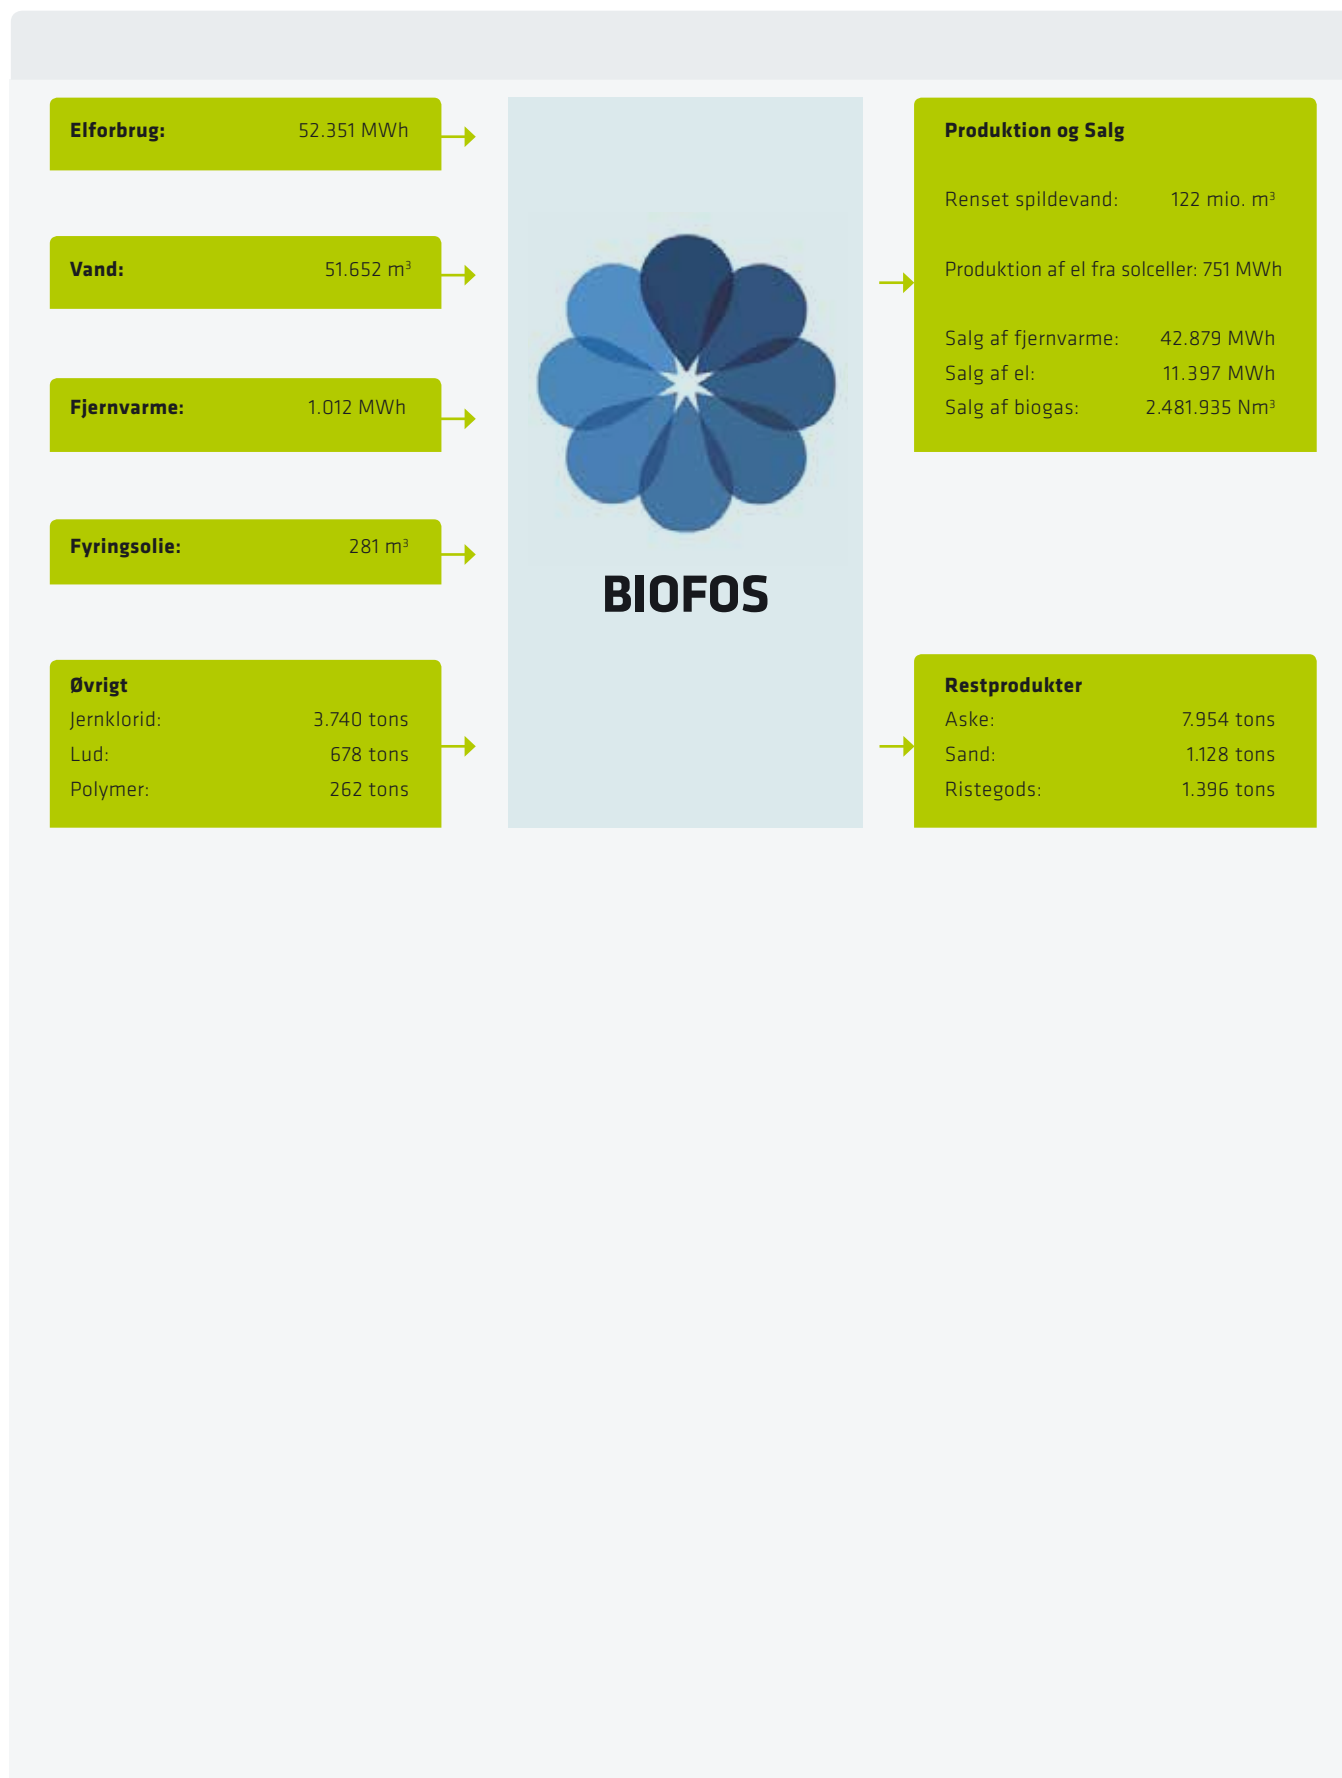 Elforbrug: 52.351 MWh
Vand: 51.652 m³
Fjernvarme: 1.012 MWh
Fyringsolie: 281 m³
Øvrigt
Jernklorid: 3.740 tons
Lud: 678 tons
Polymer: 262 tons
BIOFOS
Produktion og Salg
Renset spildevand: 122 mio. m³
Produktion af el fra solceller: 751 MWh
Salg af fjernvarme: 42.879 MWh
Salg af el: 11.397 MWh
Salg af biogas: 2.481.935 Nm³
Restprodukter
Aske: 7.954 tons
Sand: 1.128 tons
Ristegods: 1.396 tons